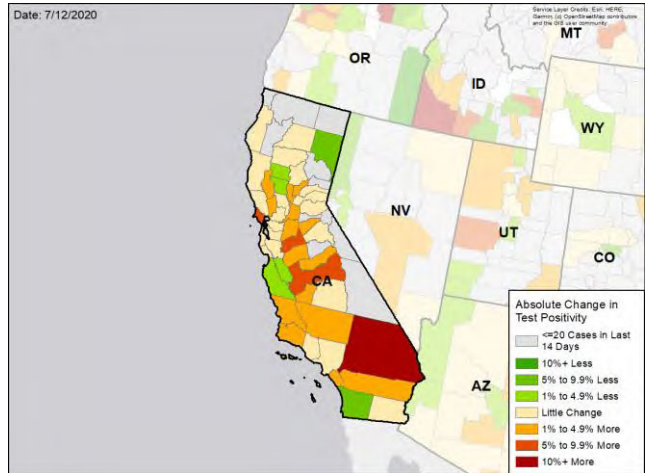 Date: 7/12/2020
Service Layer Credits: Esri, HERE,
Garmin, (c) OpenStreetMap contributors,
and the GIS user community
MT
OR
ID
WY
NV
UT
CO
CA
AZ
Absolute Change in
Test Positivity
<=20 Cases in Last
14 Days
10%+ Less
5% to 9.9% Less
1% to 4.9% Less
Little Change
1% to 4.9% More
5% to 9.9% More
10%+ More